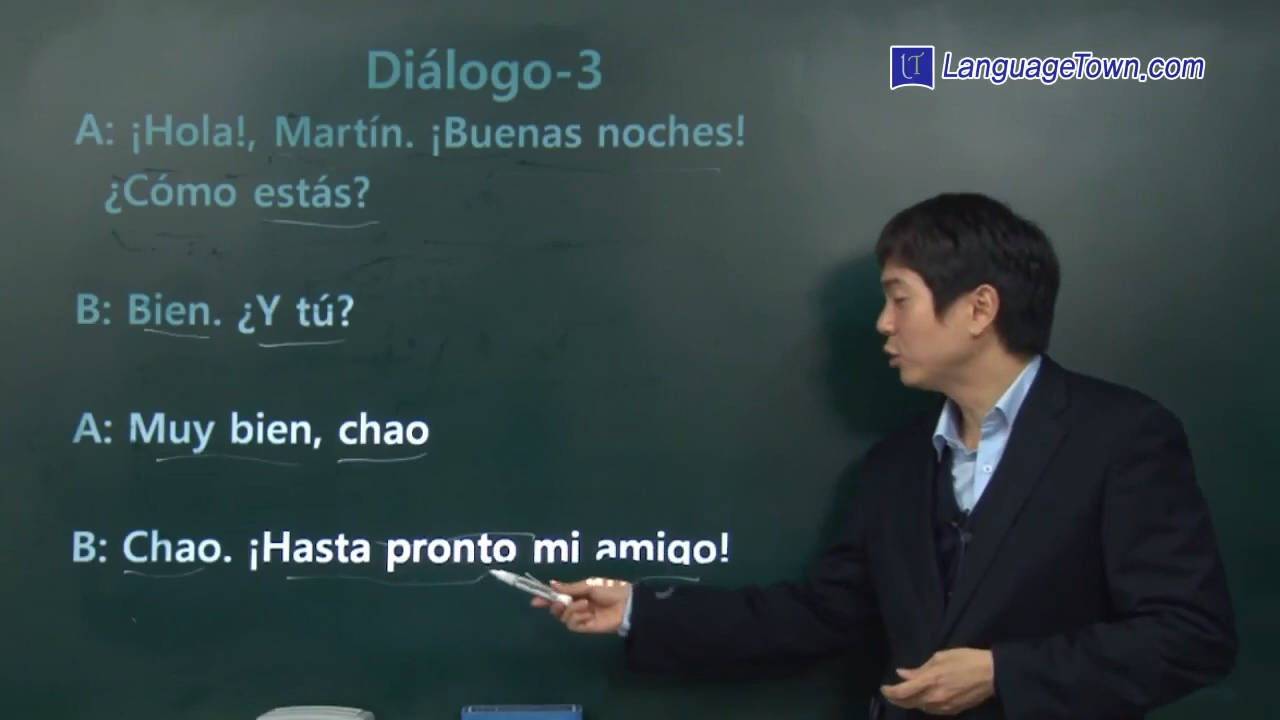 Diálogo-3
LanguageTown.com
A: ¡Hola!, Martín. ¡Buenas noches!
¿Cómo estás?
B: Bien. ¿Y tú?
A: Muy bien, chao
B: Chao. ¡Hasta pronto mi amigo!